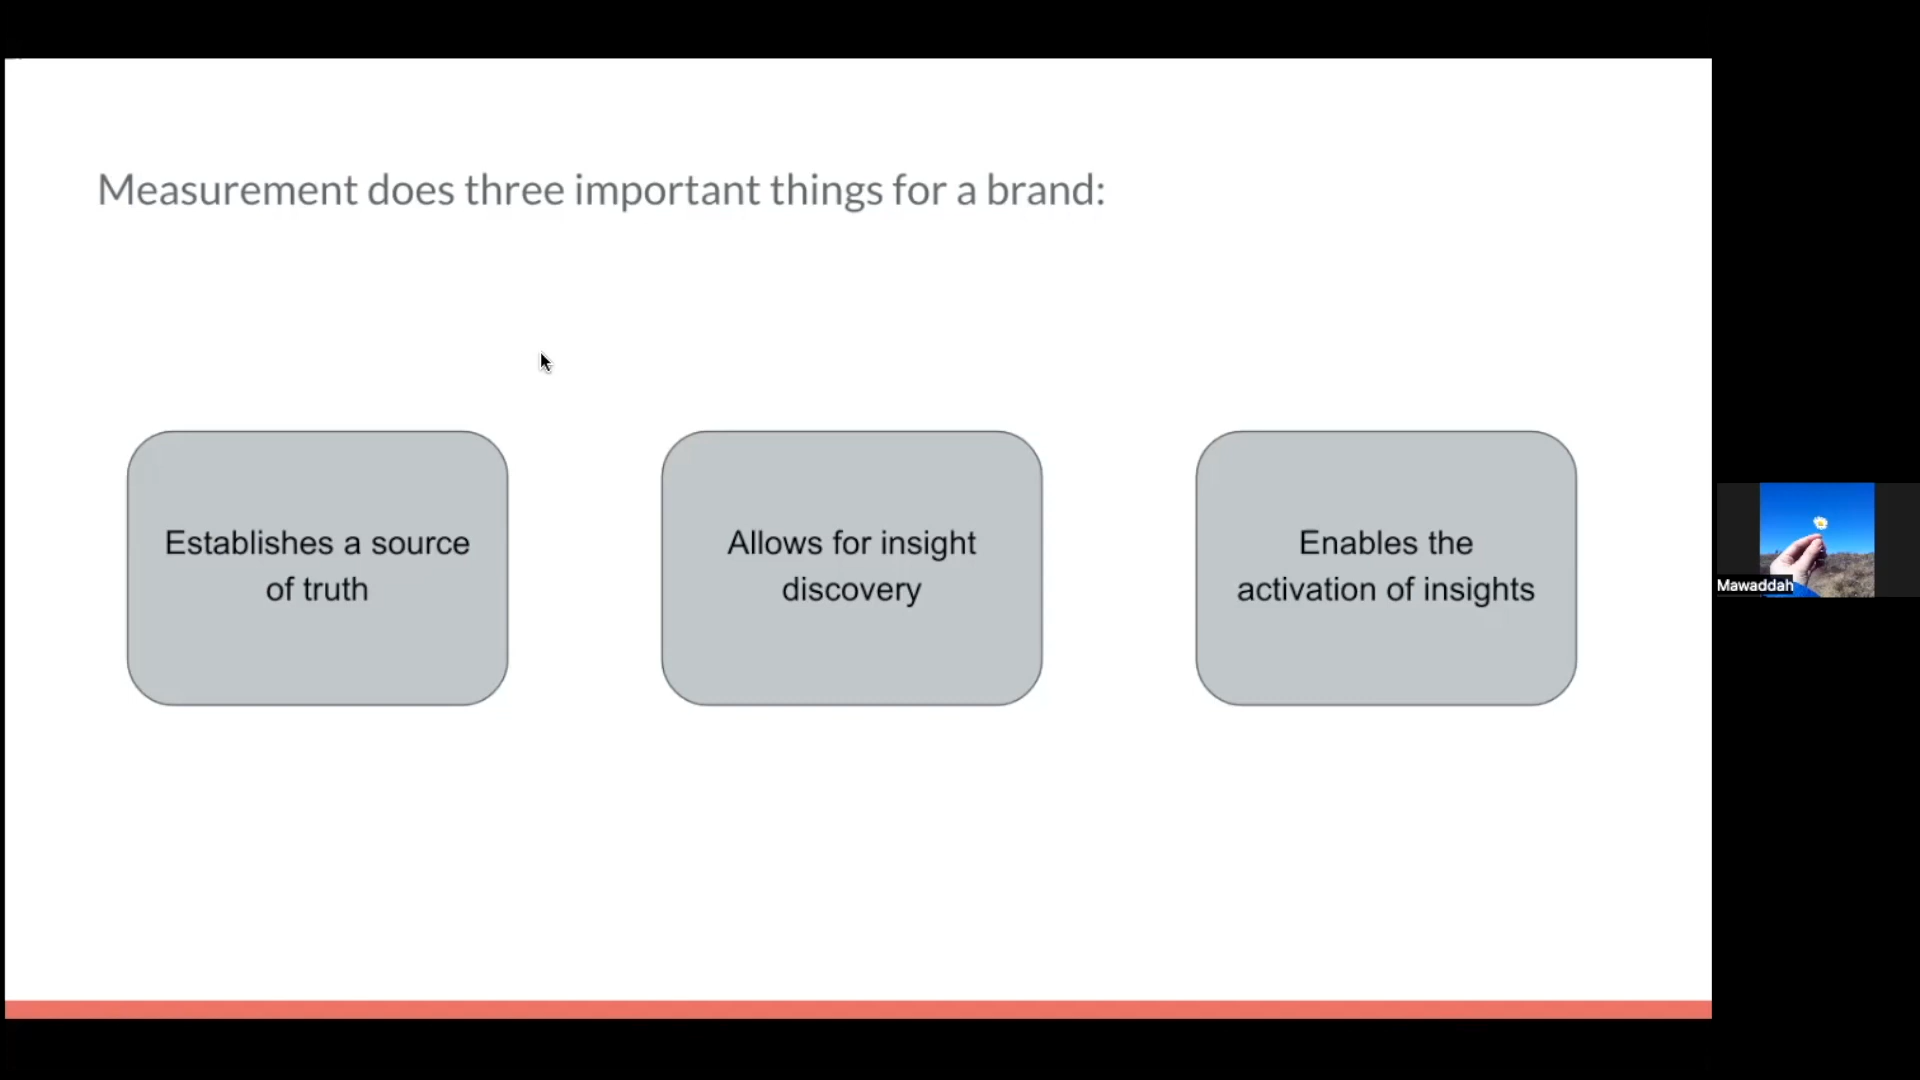 Measurement does three important things for a brand:
Establishes a source
of truth
Allows for insight
discovery
Enables the
activation of insights
Mawaddah